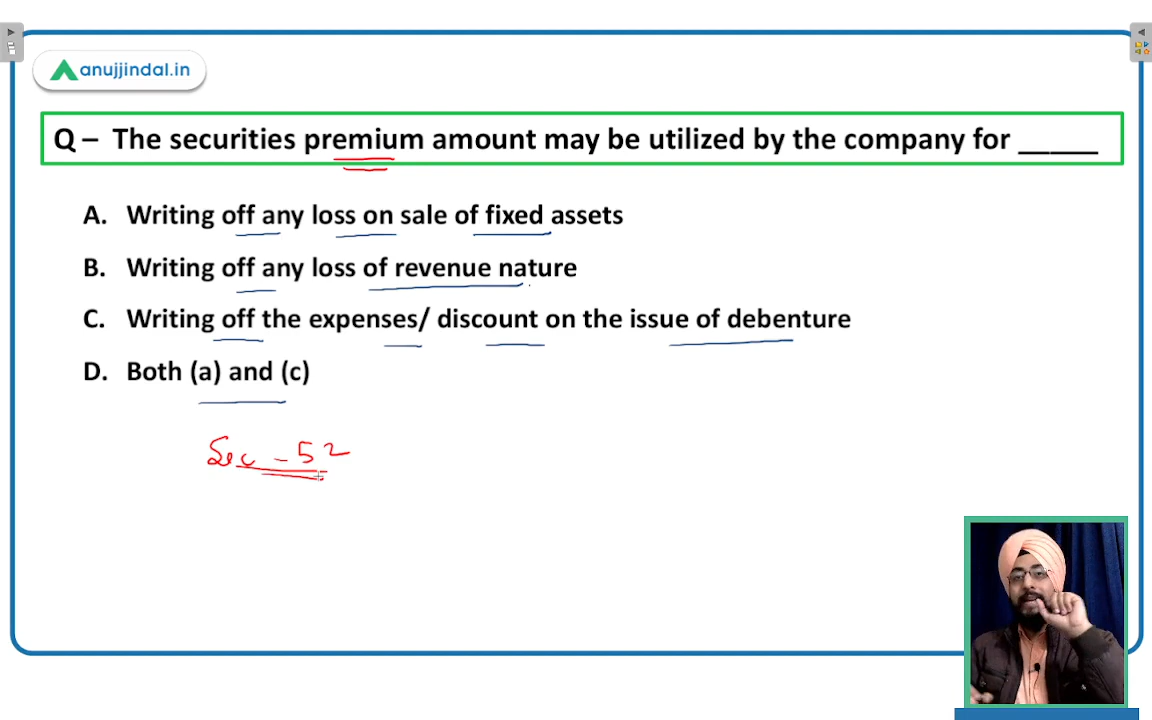 anujjindal.in
Q – The securities premium amount may be utilized by the company for _____
A. Writing off any loss on sale of fixed assets
B. Writing off any loss of revenue nature
C. Writing off the expenses/ discount on the issue of debenture
D. Both (a) and (c)
Sec - 52